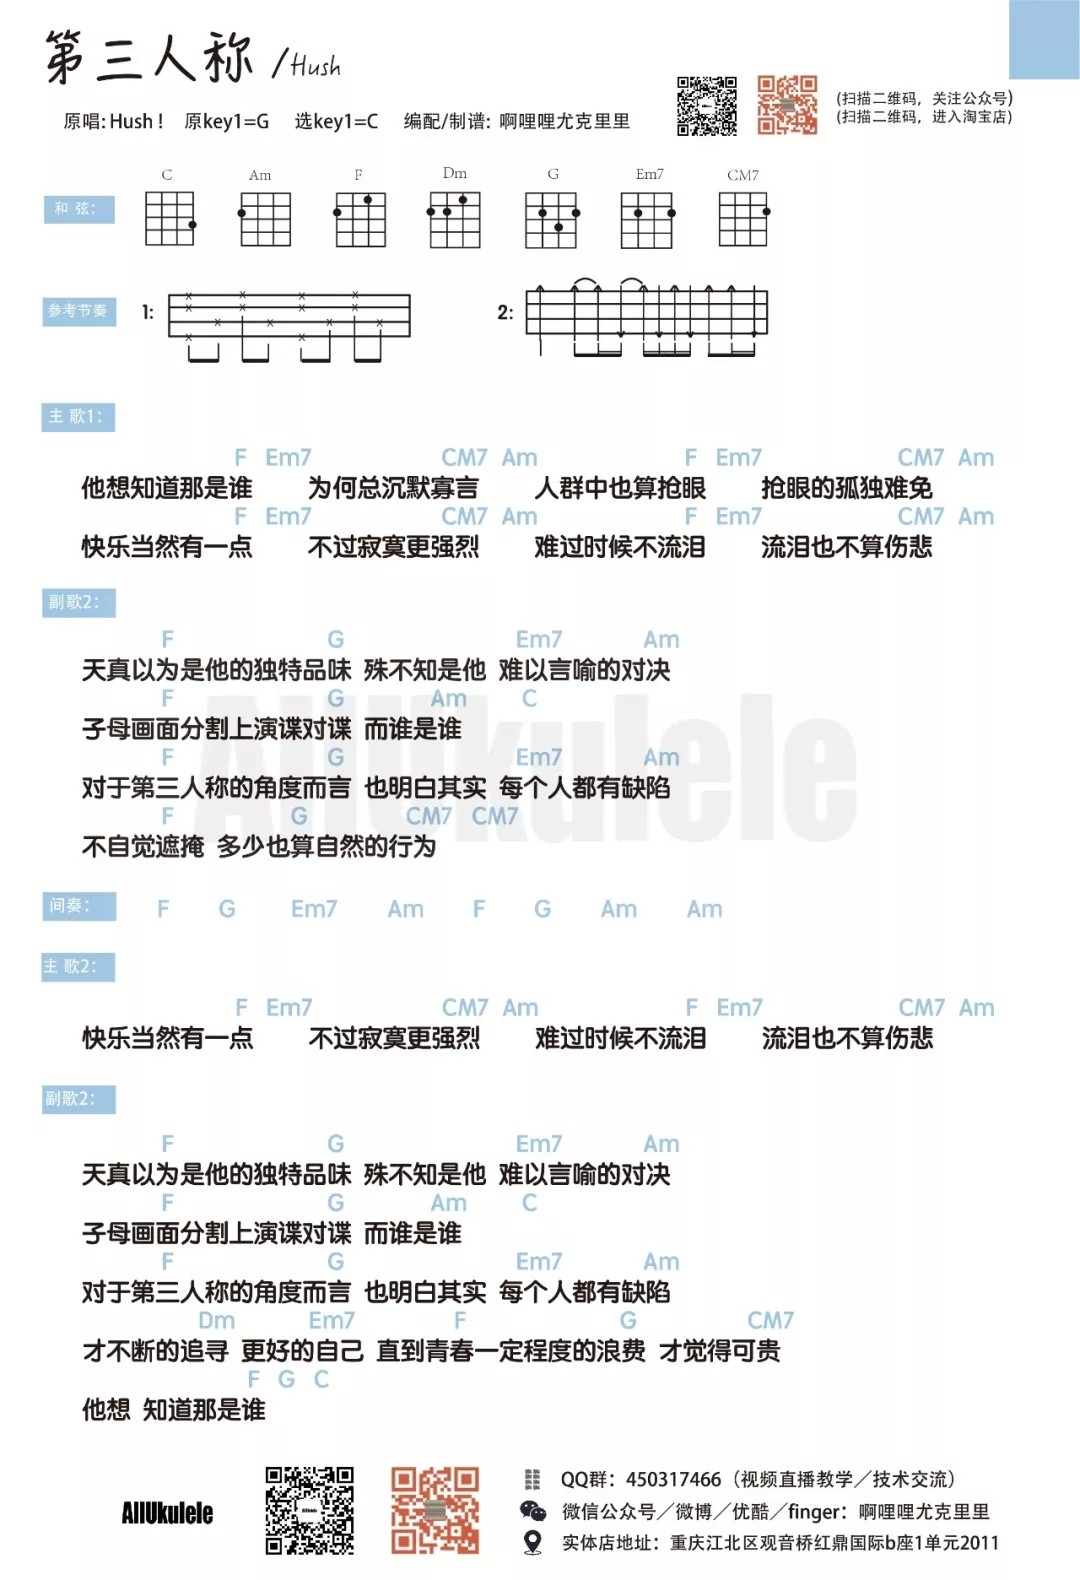 第三人称 /Hush
原唱: Hush！ 原key1=G 选key1=C 编配/制谱: 啊哩哩尤克里里
(扫描二维码，关注公众号)
(扫描二维码，进入淘宝店)
C Am F Dm G Em7 CM7
和 弦：
参考节奏 1: 2:
主 歌1：
F Em7 CM7 Am F Em7 CM7 Am
他想知道那是谁 为何总沉默寡言 人群中也算抢眼 抢眼的孤独难免
F Em7 CM7 Am F Em7 CM7 Am
快乐当然有一点 不过寂寞更强烈 难过时候不流泪 流泪也不算伤悲
副歌2：
F G Em7 Am
天真以为是他的独特品味 殊不知是他 难以言喻的对决
F G Am C
子母画面分割上演谍对谍 而谁是谁
F G Em7 Am
对于第三人称的角度而言 也明白其实 每个人都有缺陷
F G CM7 CM7
不自觉遮掩 多少也算自然的行为
AllUkulele
间奏： F G Em7 Am F G Am Am
主 歌2：
F Em7 CM7 Am F Em7 CM7 Am
快乐当然有一点 不过寂寞更强烈 难过时候不流泪 流泪也不算伤悲
副歌2：
F G Em7 Am
天真以为是他的独特品味 殊不知是他 难以言喻的对决
F G Am C
子母画面分割上演谍对谍 而谁是谁
F G Em7 Am
对于第三人称的角度而言 也明白其实 每个人都有缺陷
Dm Em7 F G CM7
才不断的追寻 更好的自己 直到青春一定程度的浪费 才觉得可贵
F G C
他想 知道那是谁
AllUkulele
QQ群：450317466（视频直播教学／技术交流）
微信公众号／微博／优酷／finger：啊哩哩尤克里里
实体店地址：重庆江北区观音桥红鼎国际b座1单元2011